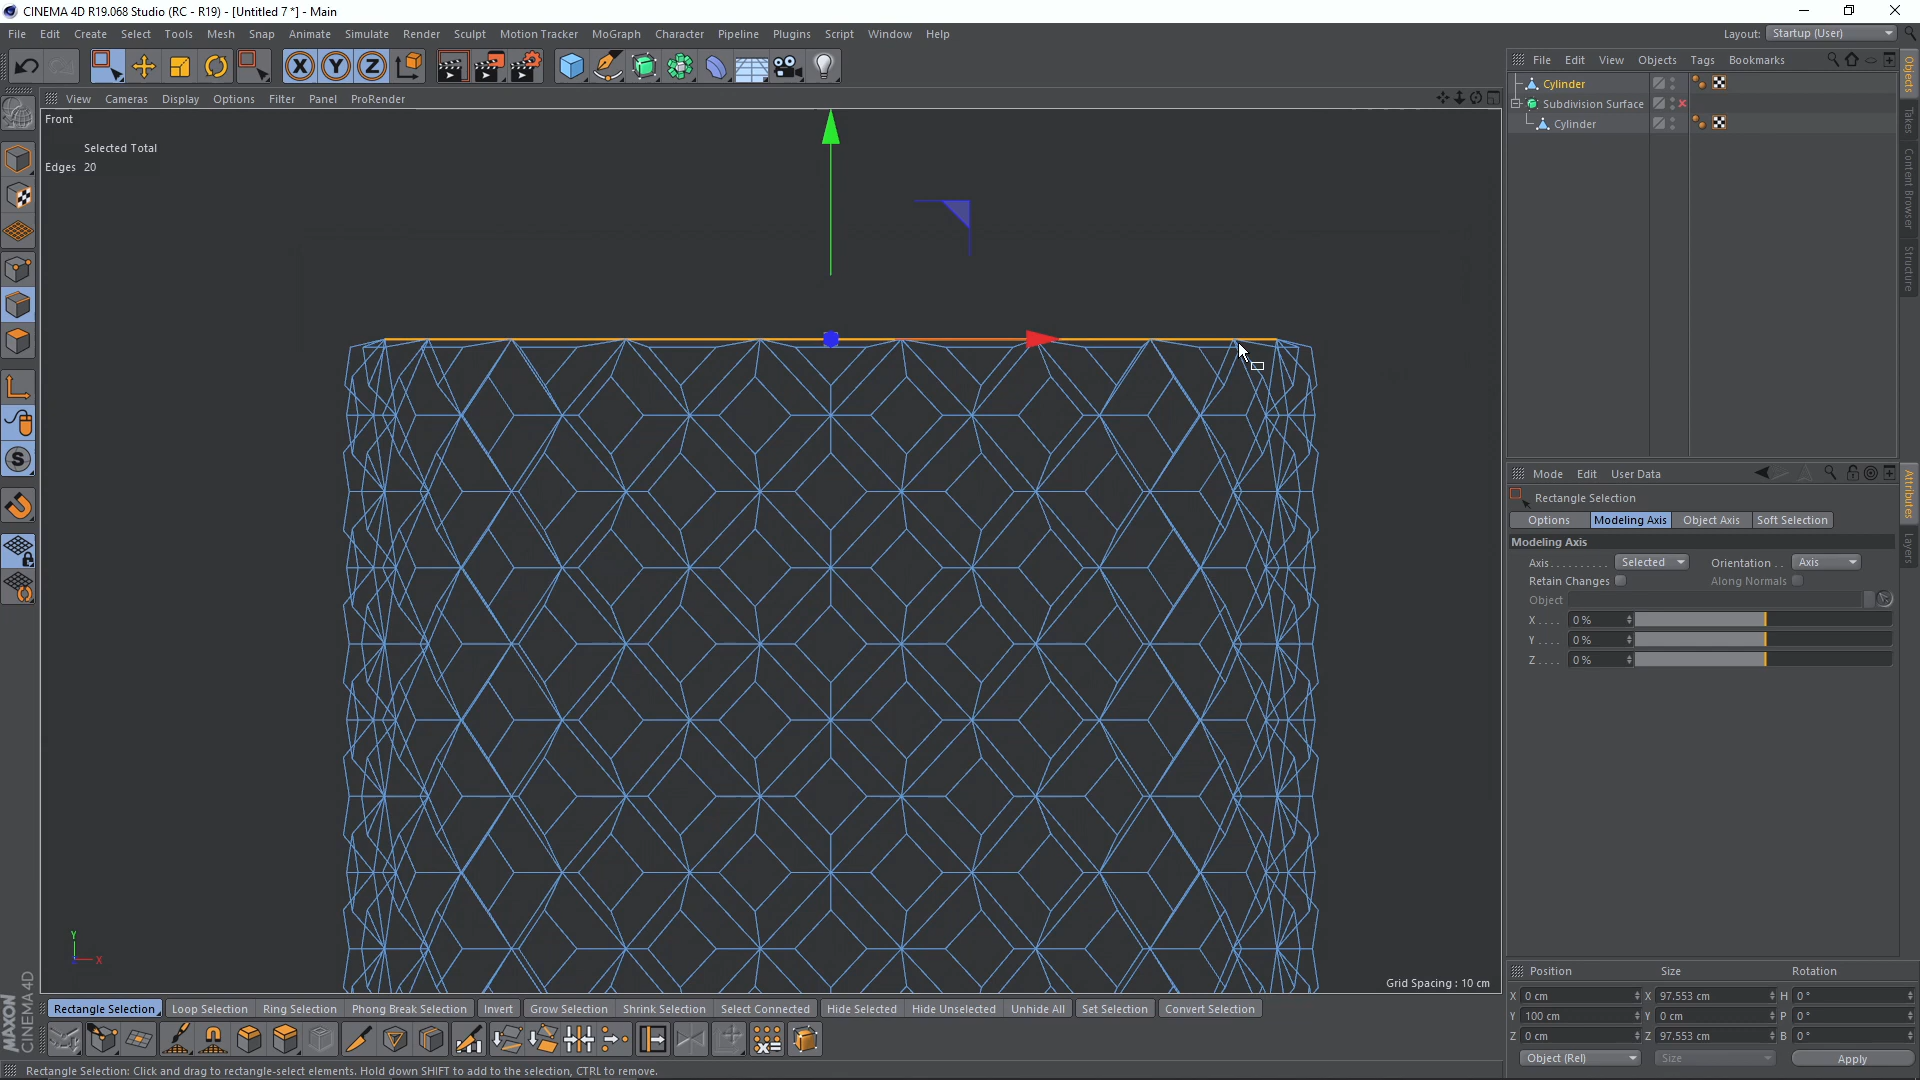 CINEMA 4D R19.068 Studio (RC - R19) - [Untitled 7 *] - Main
File Edit Create Select Tools Mesh Snap Animate Simulate Render Sculpt Motion Tracker MoGraph Character Pipeline Plugins Script Window Help
Layout: Startup (User)
View Cameras Display Options Filter Panel ProRender
Front
Selected Total
Edges 20
Y
X
Grid Spacing : 10 cm
File Edit View Objects Tags Bookmarks
Cylinder
Subdivision Surface
Cylinder
Objects
Takes
Content Browser
Structure
Mode Edit User Data
Rectangle Selection
Options Modeling Axis Object Axis Soft Selection
Modeling Axis
Axis.......... Selected Orientation .. Axis
Retain Changes Along Normals
Object
X .... 0 %
Y .... 0 %
Z .... 0 %
Attributes
Layers
Position Size Rotation
X 0 cm X 97.553 cm H 0 °
Y 100 cm Y 0 cm P 0 °
Z 0 cm Z 97.553 cm B 0 °
Object (Rel) Size Apply
Rectangle Selection Loop Selection Ring Selection Phong Break Selection Invert Grow Selection Shrink Selection Select Connected Hide Selected Hide Unselected Unhide All Set Selection Convert Selection
MAXON
CINEMA 4D
Rectangle Selection: Click and drag to rectangle-select elements. Hold down SHIFT to add to the selection, CTRL to remove.